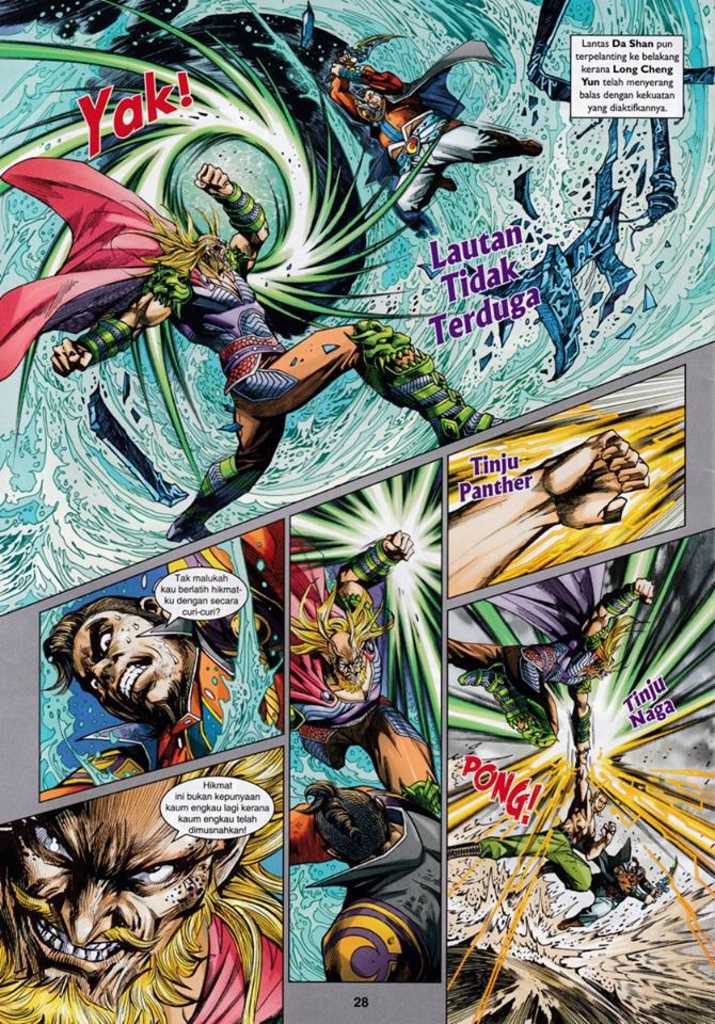 Lantas Da Shan pun
terpelanting ke belakang
kerana Long Cheng
Yun telah menyerang
balas dengan kekuatan
yang diaktifkannya.
Yak!
Lautan
Tidak
Terduga
Tinju
Panther
Tak malukah
kau berlatih hikmat-
ku dengan secara
curi-curi?
Hikmat
ini bukan kepunyaan
kaum engkau lagi kerana
kaum engkau telah
dimusnahkan!
Tinju
Naga
PONG!
28